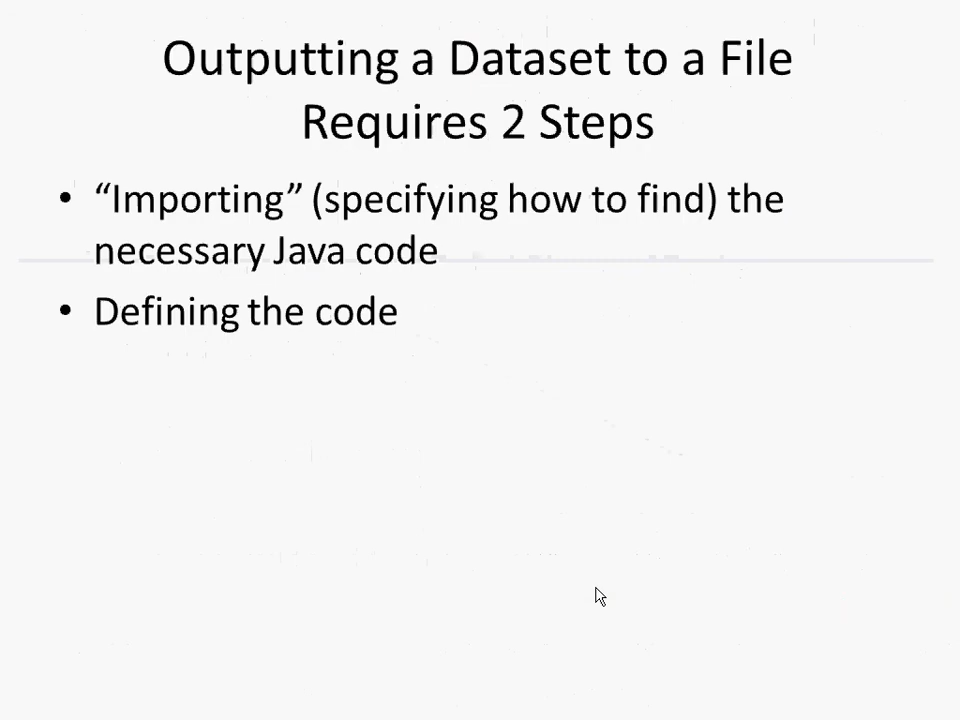 Outputting a Dataset to a File
Requires 2 Steps
• “Importing” (specifying how to find) the
necessary Java code
• Defining the code